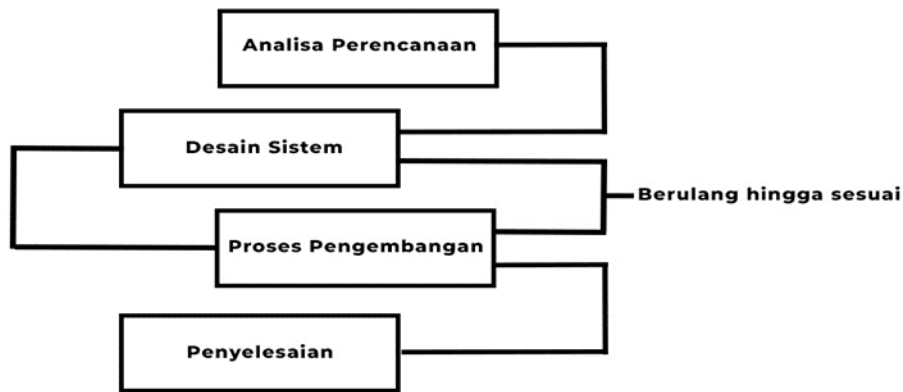 Analisa Perencanaan
Desain Sistem
Berulang hingga sesuai
Proses Pengembangan
Penyelesaian